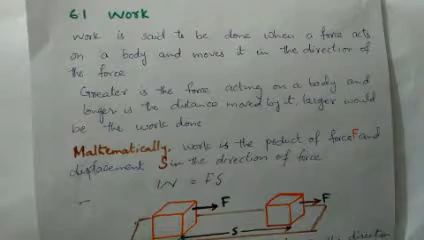 61 Work
Work is said to be done when a force acts
on a body and moves it in the direction of
the force
Greater is the force acting on a body and
longer is the distance moved by it, larger would
be the work done
Mathematically, work is the product of force F and
displacement S in the direction of force
W = FS
F
F
S
the direction